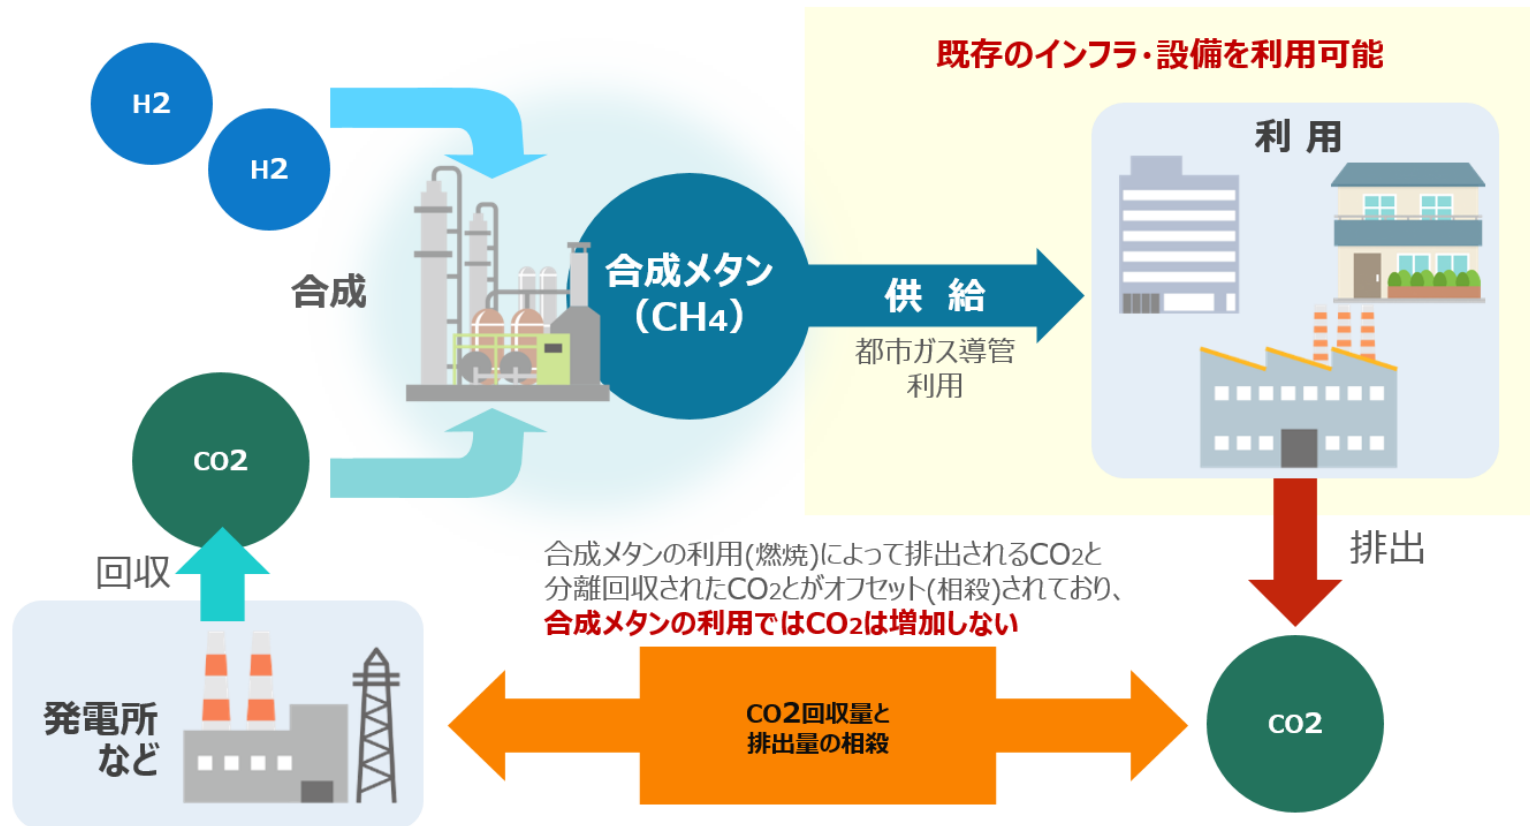 既存のインフラ・設備を利用可能
H2
H2
利用
合成
合成メタン
（CH4）
供給
都市ガス導管
利用
CO2
回収
合成メタンの利用(燃焼)によって排出されるCO2と
分離回収されたCO2とがオフセット(相殺)されており、
合成メタンの利用ではCO2は増加しない
排出
発電所
など
CO2回収量と
排出量の相殺
CO2